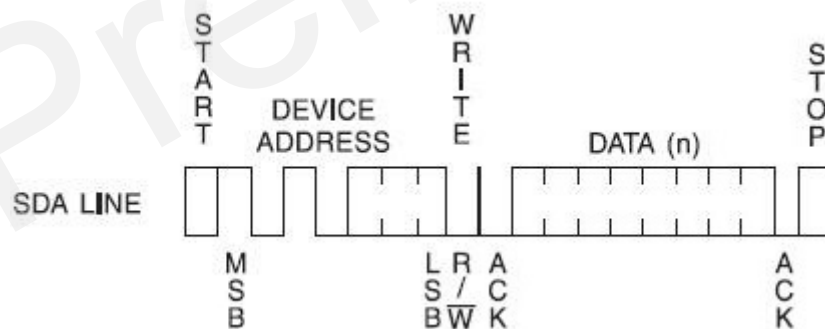 START
WRITE
STOP
DEVICE
ADDRESS
DATA (n)
SDA LINE
MSB
LSB
R/W
ACK
ACK